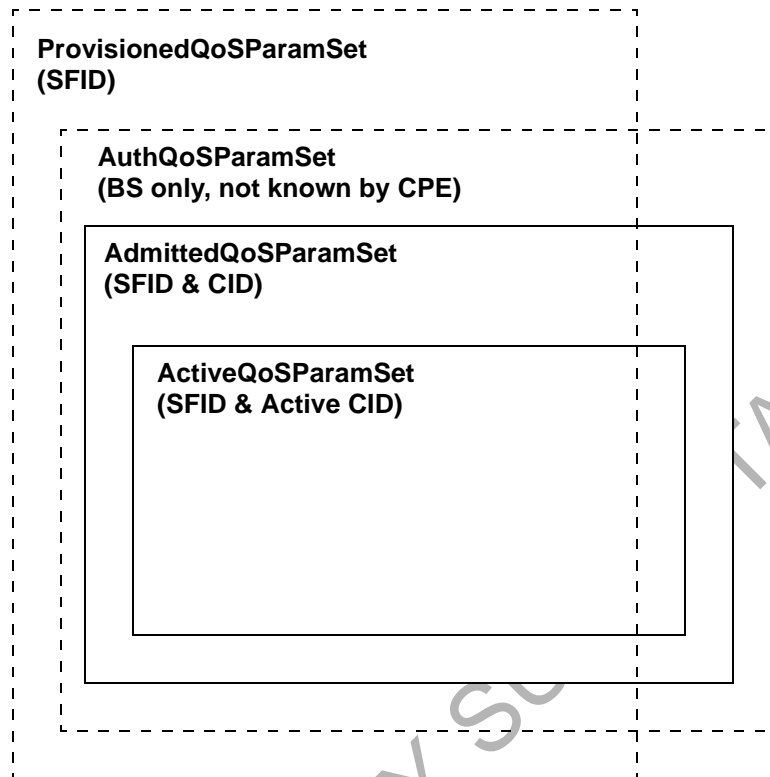 ProvisionedQoSParamSet
(SFID)
AuthQoSParamSet
(BS only, not known by CPE)
AdmittedQoSParamSet
(SFID & CID)
ActiveQoSParamSet
(SFID & Active CID)